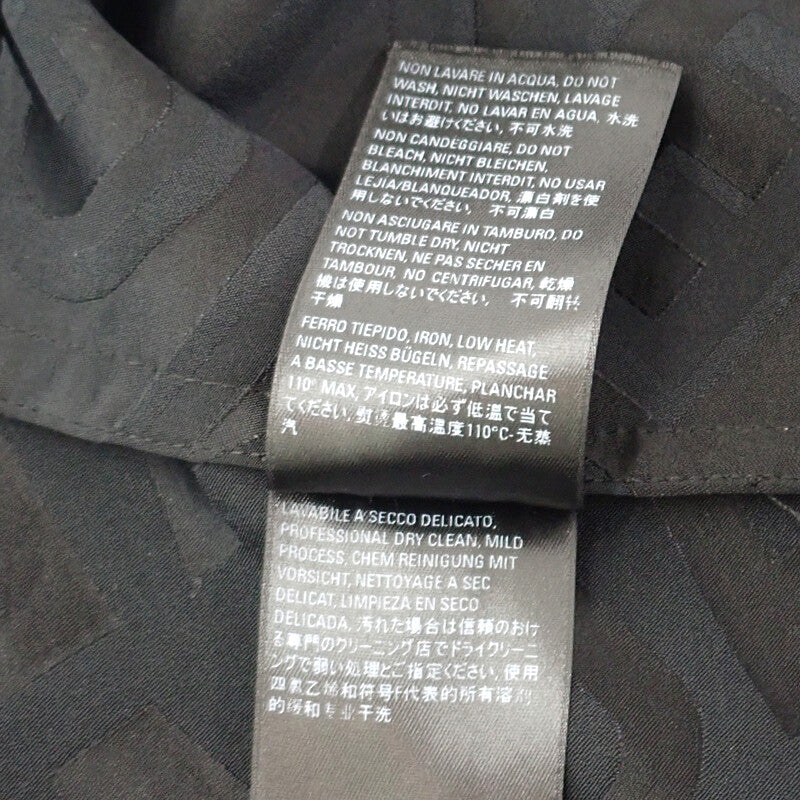 NON LAVARE IN ACQUA, DO NOT
WASH, NICHT WASCHEN, LAVAGE
INTERDIT, NO LAVAR EN AGUA, 水洗
いはお避けください, 不可水洗
NON CANDEGGIARE, DO NOT
BLEACH, NICHT BLEICHEN,
BLANCHIMENT INTERDIT, NO USAR
LEJIA/BLANQUEADOR, 漂白剤を使
用しないでください, 不可漂白
NON ASCIUGARE IN TAMBURO, DO
NOT TUMBLE DRY, NICHT
TROCKNEN, NE PAS SECHER EN
TAMBOUR, NO CENTRIFUGAR, 乾燥
機は使用しないでください, 不可翻转
干燥
FERRO TIEPIDO, IRON, LOW HEAT,
NICHT HEISS BÜGELN, REPASSAGE
A BASSE TEMPERATURE, PLANCHAR
110° MAX, アイロンは必ず低温で当て
てください, 熨烫最高温度110°C-无蒸
汽
LAVABILE A SECCO DELICATO,
PROFESSIONAL DRY CLEAN, MILD
PROCESS, CHEM REINIGUNG MIT
VORSICHT, NETTOYAGE A SEC
DELICAT, LIMPIEZA EN SECO
DELICADA, 汚れた場合は信頼のおけ
る専門のクリーニング店でドライクリーニ
ングで弱い処理とご指定ください, 使用
四氯乙烯和符号F代表的所有溶剂
的缓和专业干洗